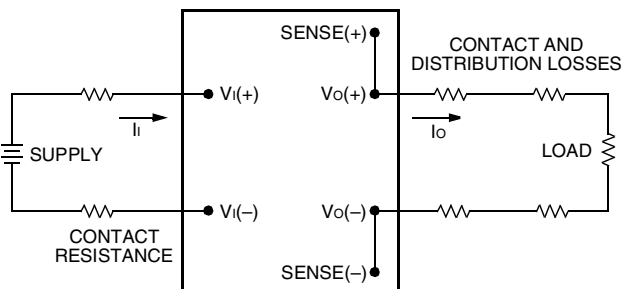 SENSE(+)
CONTACT AND
DISTRIBUTION LOSSES
VI(+)
VO(+)
II
IO
SUPPLY
LOAD
VI(–)
VO(–)
CONTACT
RESISTANCE
SENSE(–)